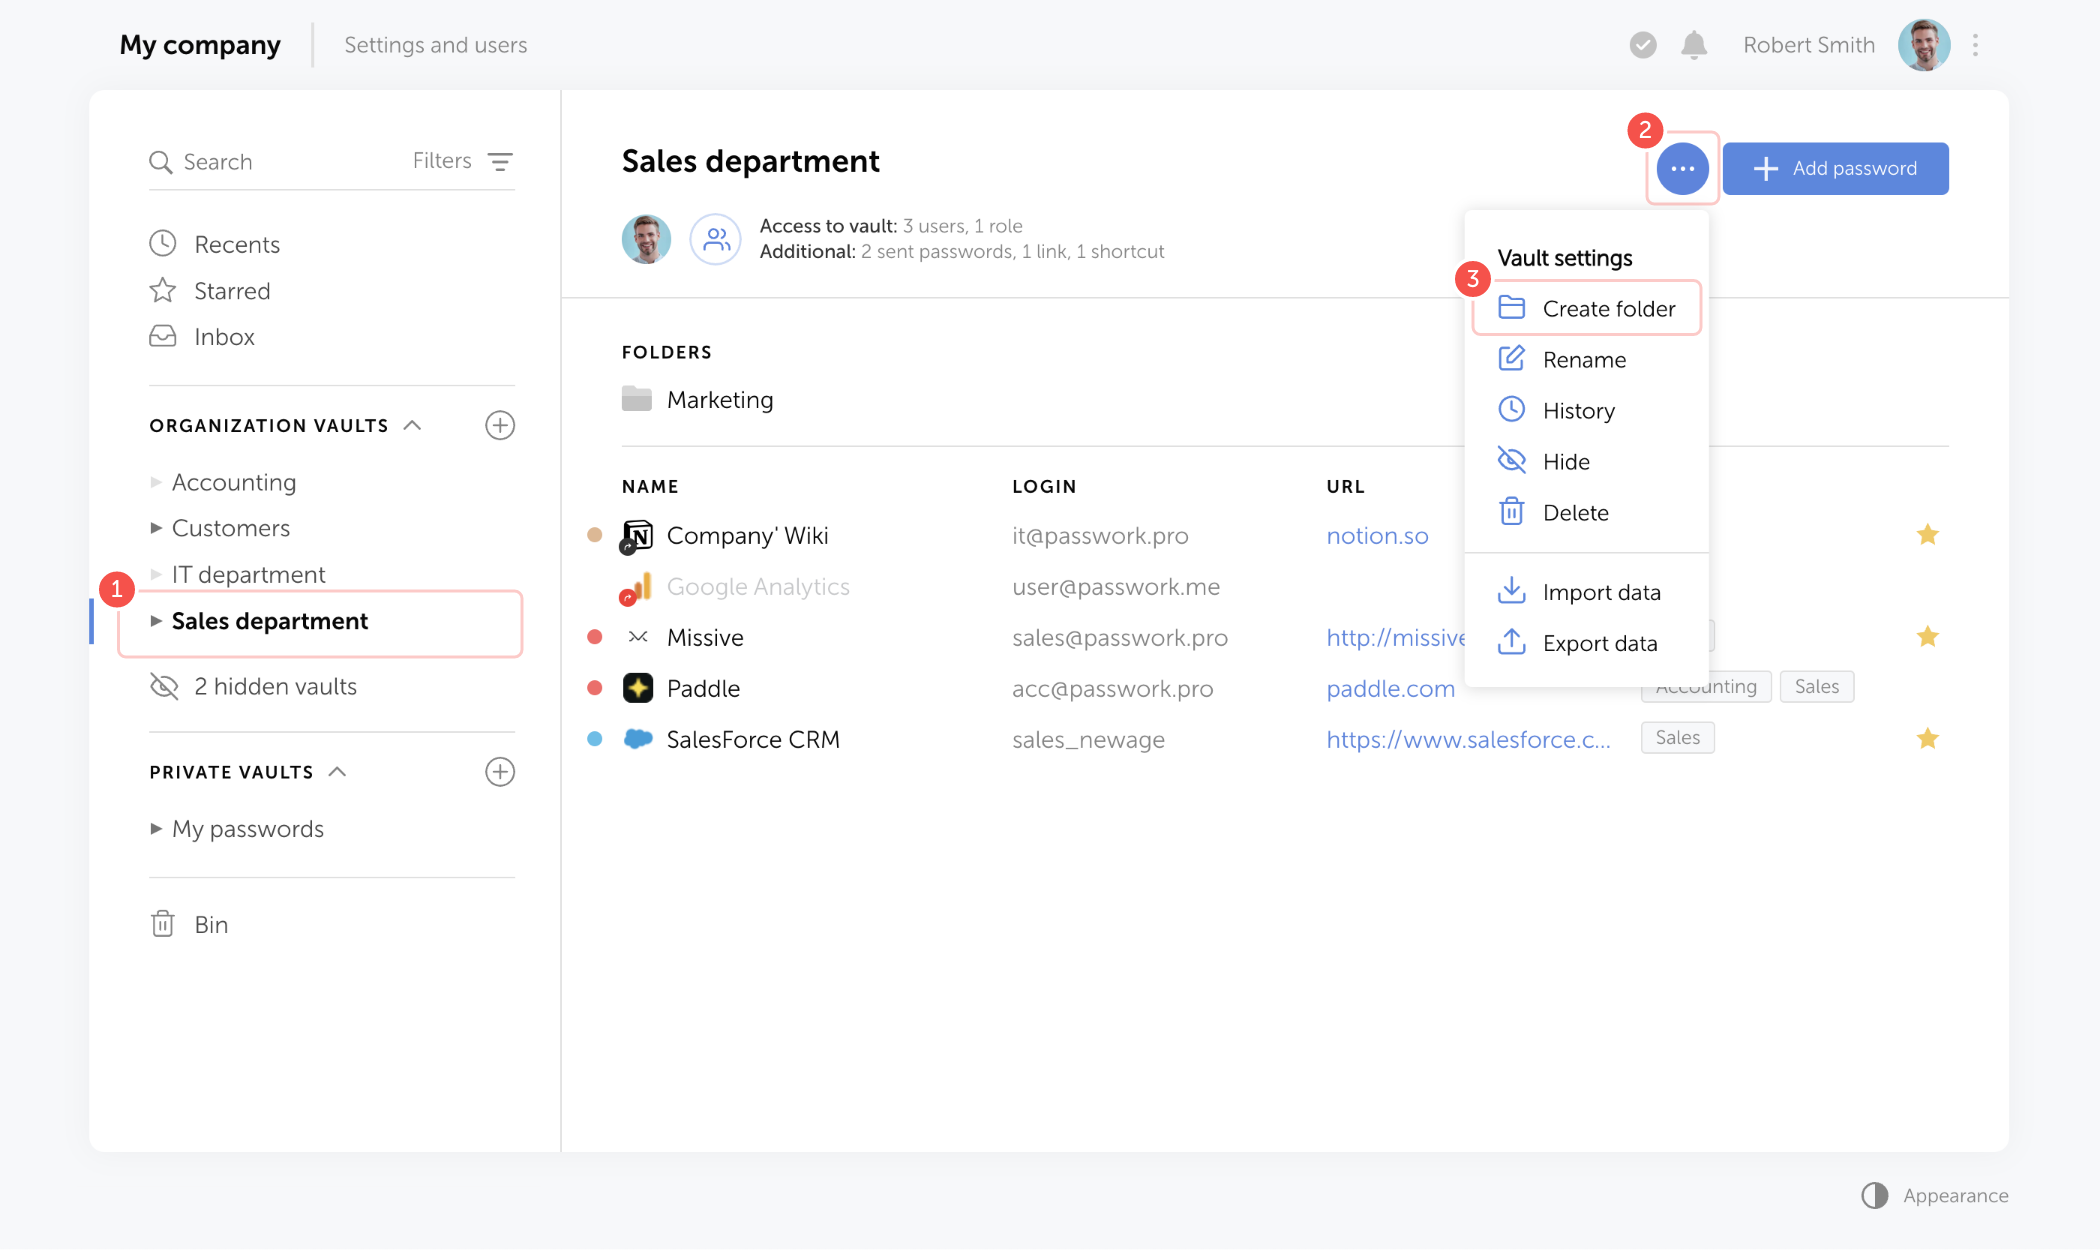 My company
Settings and users
Robert Smith
Search
Filters
Recents
Starred
Inbox
ORGANIZATION VAULTS
Accounting
Customers
IT department
1
Sales department
2 hidden vaults
PRIVATE VAULTS
My passwords
Bin
Sales department
2
Add password
Access to vault: 3 users, 1 role
Additional: 2 sent passwords, 1 link, 1 shortcut
Vault settings
3
Create folder
Rename
History
Hide
Delete
Import data
Export data
FOLDERS
Marketing
NAME LOGIN URL
Company' Wiki it@passwork.pro notion.so
Google Analytics user@passwork.me
Missive sales@passwork.pro http://missive
Paddle acc@passwork.pro paddle.com Accounting Sales
SalesForce CRM sales_newage https://www.salesforce.c... Sales
Appearance